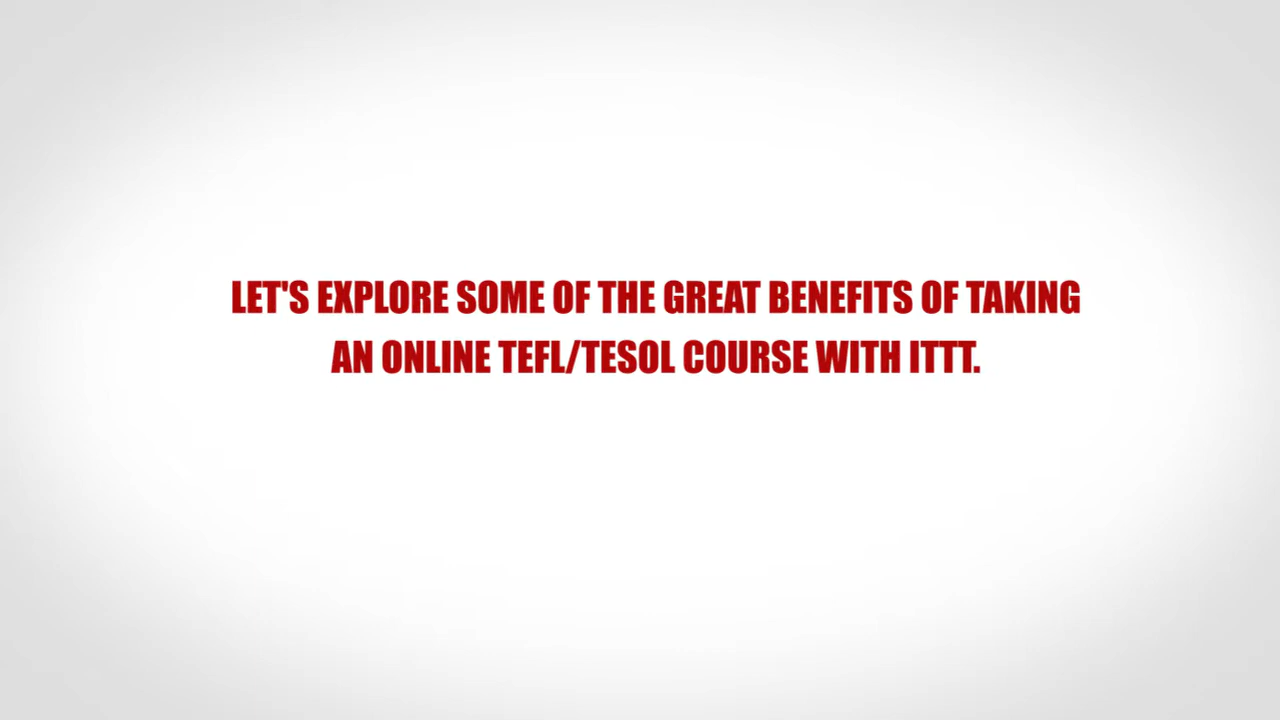 LET'S EXPLORE SOME OF THE GREAT BENEFITS OF TAKING
AN ONLINE TEFL/TESOL COURSE WITH ITTT.